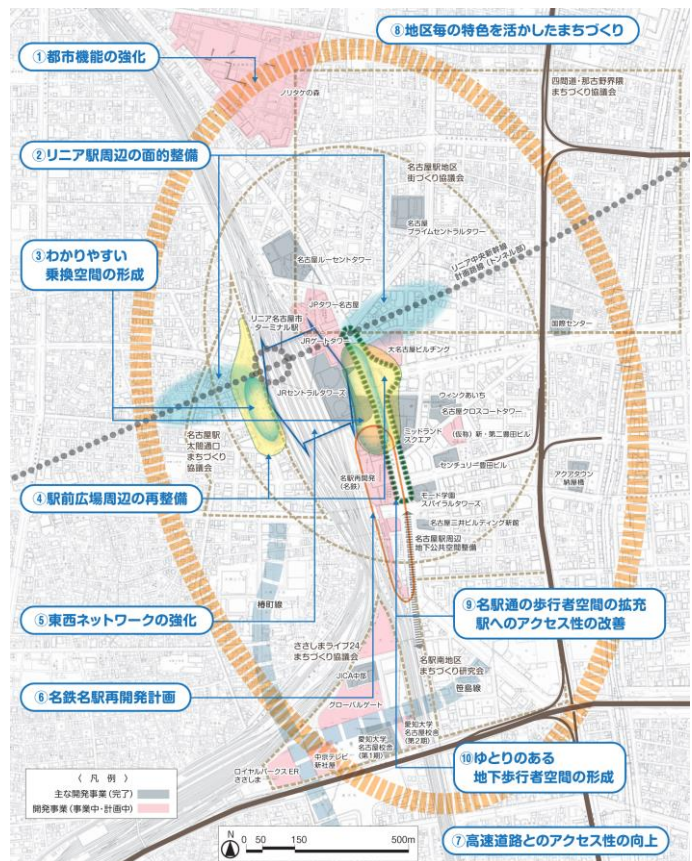 ⑧地区毎の特色を活かしたまちづくり
①都市機能の強化
ノリタケの森
四間道・那古野界隈
まちづくり協議会
②リニア駅周辺の面的整備
名古屋駅地区
街づくり協議会
名古屋
プライムセントラルタワー
③わかりやすい
乗換空間の形成
名古屋ルーセントタワー
リニア中央新幹線
計画路線（トンネル部）
JPタワー名古屋
リニア名古屋市
ターミナル駅
JRゲートタワー
大名古屋ビルヂング
国際センター
JRセントラルタワーズ
ウィンクあいち
名古屋クロスコートタワー
ミッドランド
スクエア
（仮称）新・第二豊田ビル
名古屋駅
太閤通口
まちづくり
協議会
センチュリー豊田ビル
アクアタウン
納屋橋
④駅前広場周辺の再整備
名駅再開発
（名鉄）
モード学園
スパイラルタワーズ
名古屋三井ビルディング新館
名古屋駅周辺
地下公共空間整備
椿町線
⑤東西ネットワークの強化
⑨名駅通の歩行者空間の拡充
駅へのアクセス性の改善
ささしまライブ24
まちづくり協議会
名駅南地区
まちづくり研究会
JICA中部
笹島線
⑥名鉄名駅再開発計画
グローバルゲート
愛知大学
名古屋校舎
（第2期）
愛知大学
名古屋校舎
（第1期）
中京テレビ
新社屋
ロイヤルパークス ER
ささしま
⑩ゆとりのある
地下歩行者空間の形成
〈 凡 例 〉
主な開発事業（完了）
開発事業（事業中・計画中）
N
0 50 150 500m
⑦高速道路とのアクセス性の向上